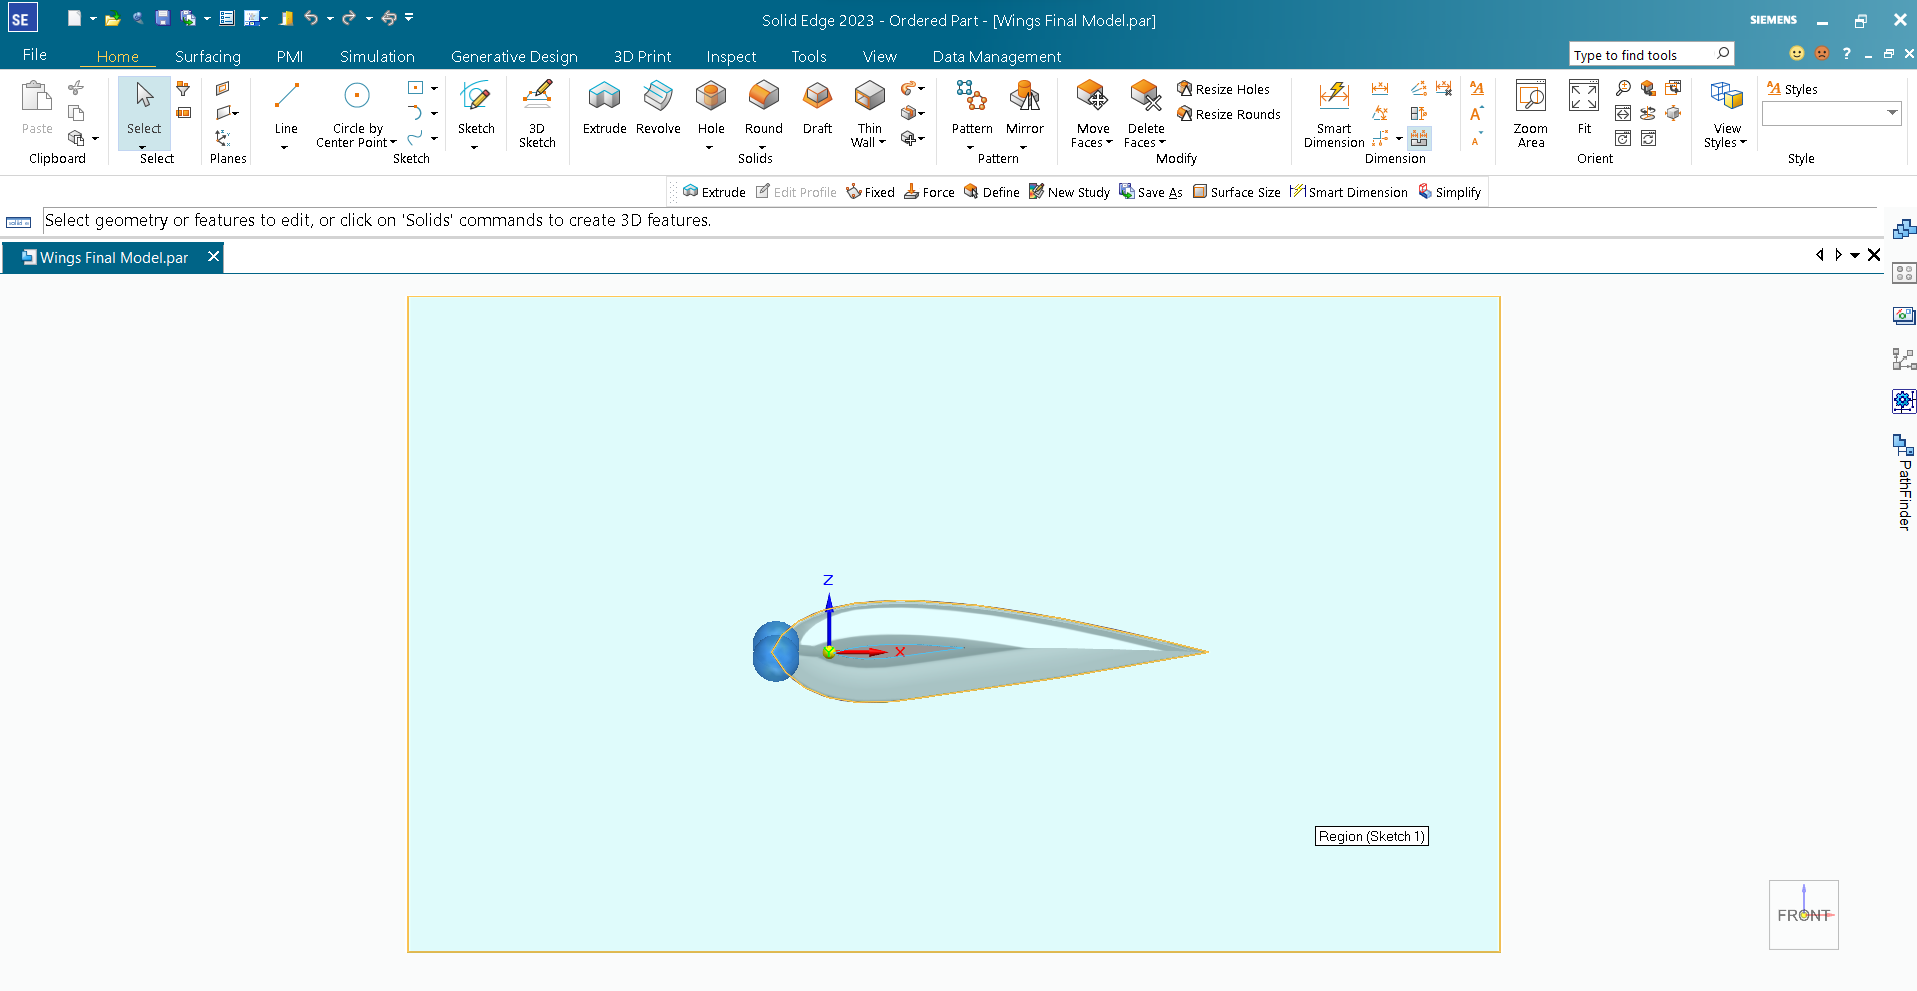 SE
Solid Edge 2023 - Ordered Part - [Wings Final Model.par]
SIEMENS
File Home Surfacing PMI Simulation Generative Design 3D Print Inspect Tools View Data Management
Type to find tools
?
Paste
Clipboard
Select
Select
Planes
Line
Circle by
Center Point
Sketch
Sketch
3D
Sketch
Extrude
Revolve
Hole
Round
Draft
Thin
Wall
Solids
Pattern
Mirror
Pattern
Move
Faces
Delete
Faces
Resize Holes
Resize Rounds
Modify
Smart
Dimension
Dimension
Zoom
Area
Fit
Orient
View
Styles
Styles
Style
Extrude Edit Profile Fixed Force Define New Study Save As Surface Size Smart Dimension Simplify
Select geometry or features to edit, or click on 'Solids' commands to create 3D features.
Wings Final Model.par
PathFinder
Z
X
Region (Sketch 1)
FRONT